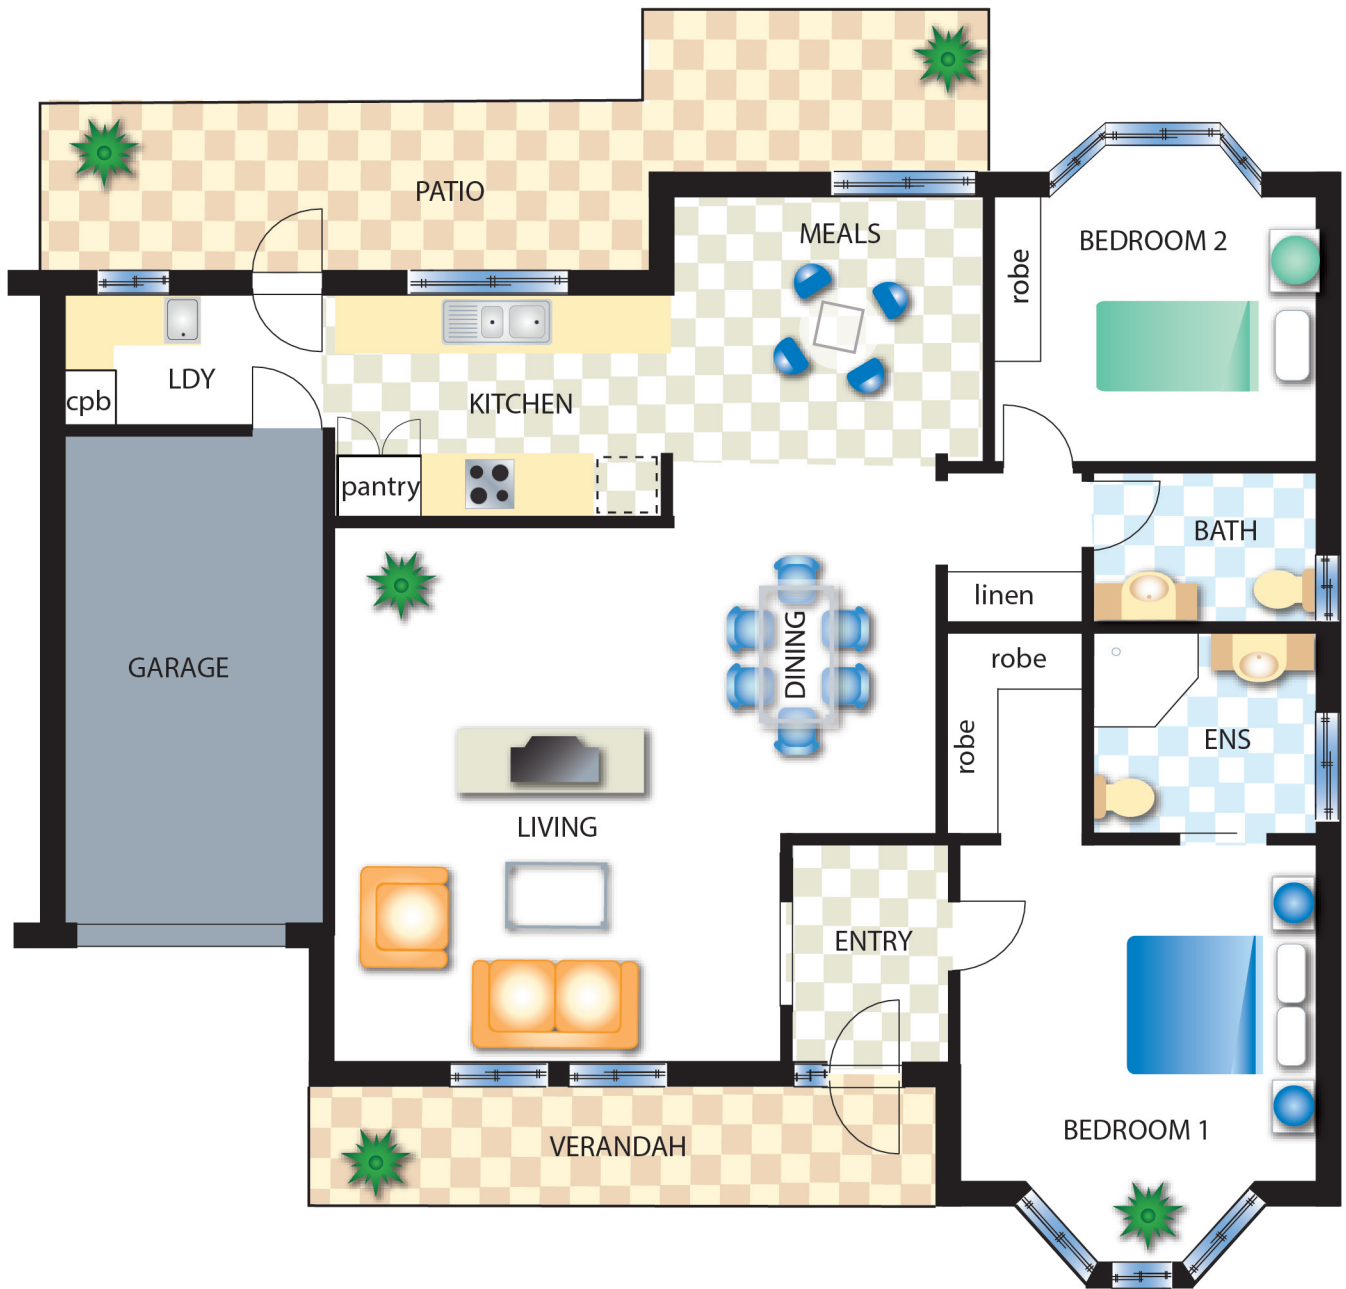 PATIO
MEALS
BEDROOM 2
robe
LDY
cpb
KITCHEN
pantry
BATH
linen
DINING
GARAGE
robe
robe
ENS
LIVING
ENTRY
BEDROOM 1
VERANDAH